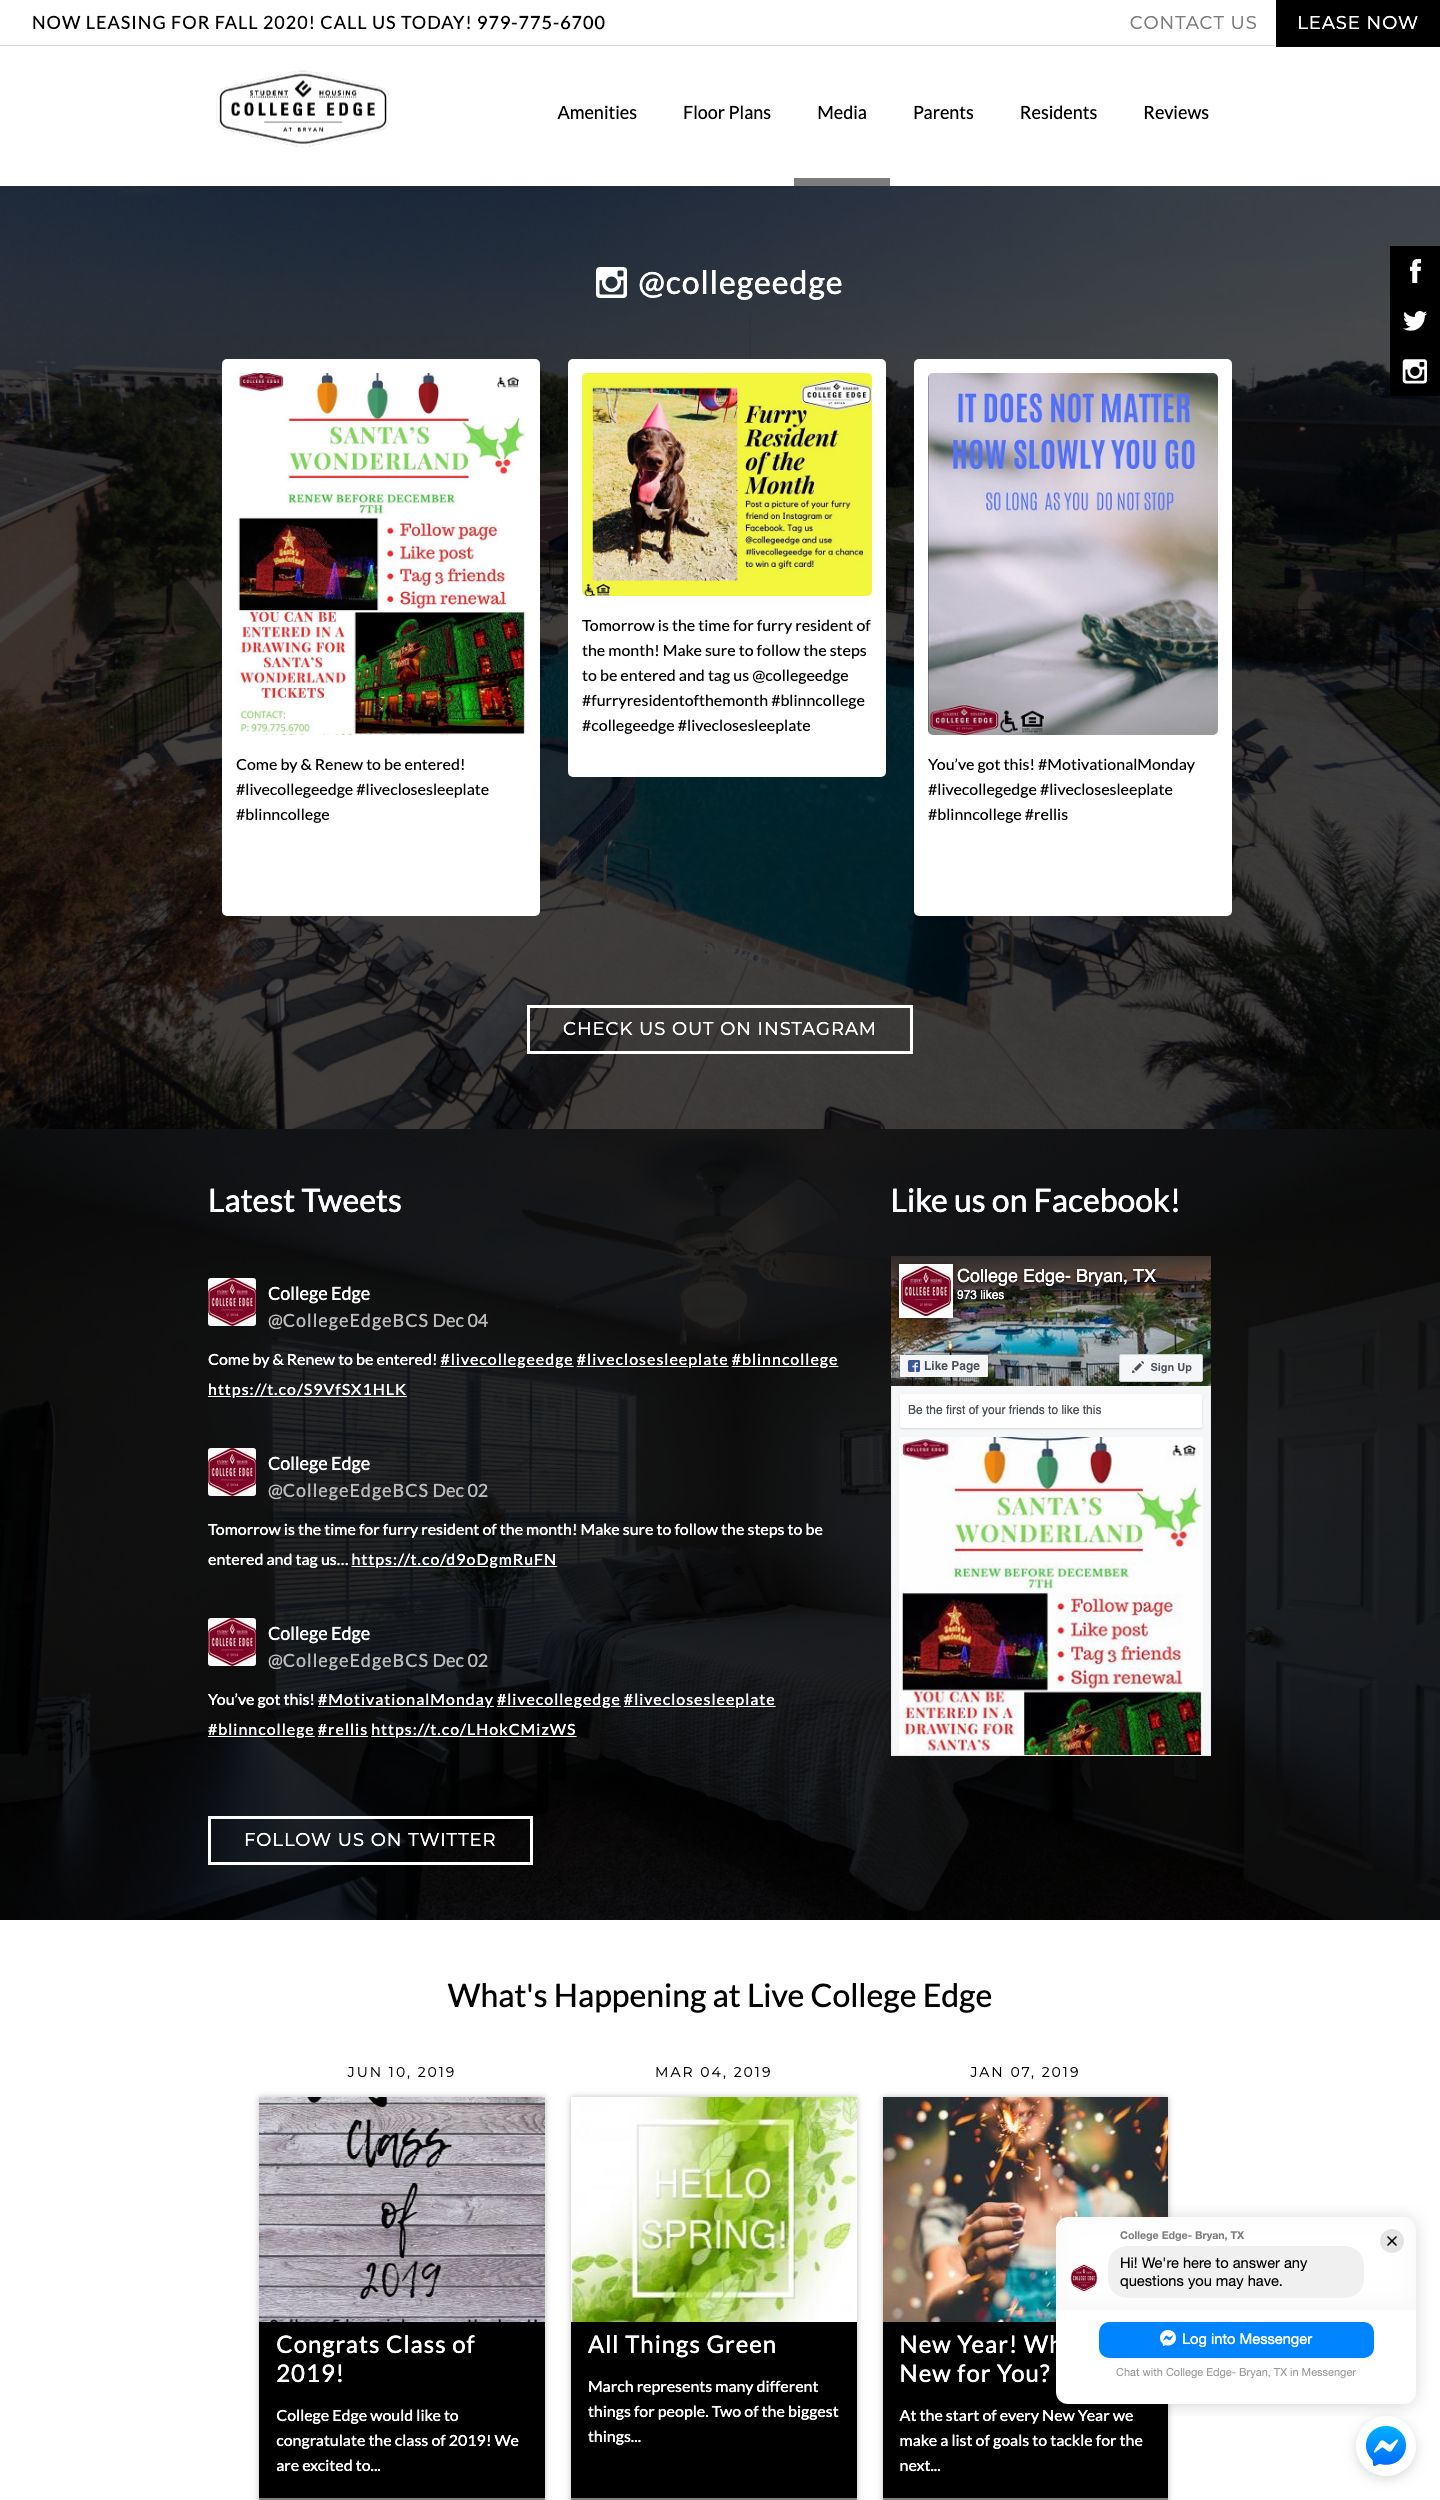 NOW LEASING FOR FALL 2020! CALL US TODAY! 979-775-6700
CONTACT US
LEASE NOW
STUDENT HOUSING
COLLEGE EDGE
AT BRYAN
Amenities
Floor Plans
Media
Parents
Residents
Reviews
@collegeedge
COLLEGE EDGE
SANTA'S
WONDERLAND
RENEW BEFORE DECEMBER
7TH
• Follow page
• Like post
• Tag 3 friends
• Sign renewal
YOU CAN BE
ENTERED IN A
DRAWING FOR
SANTA'S
WONDERLAND
TICKETS
CONTACT:
P: 979.775.6700
Come by & Renew to be entered!
#livecollegeedge #liveclosesleeplate
#blinncollege
STUDENT HOUSING
COLLEGE EDGE
AT BRYAN
Furry
Resident
of the
Month
Post a picture of your furry
friend on Instagram or
Facebook. Tag us
@collegeedge and use
#livecollegeedge for a chance
to win a gift card!
Tomorrow is the time for furry resident of
the month! Make sure to follow the steps
to be entered and tag us @collegeedge
#furryresidentofthemonth #blinncollege
#collegeedge #liveclosesleeplate
IT DOES NOT MATTER
HOW SLOWLY YOU GO
SO LONG AS YOU DO NOT STOP
COLLEGE EDGE
You've got this! #MotivationalMonday
#livecollegedge #liveclosesleeplate
#blinncollege #rellis
CHECK US OUT ON INSTAGRAM
Latest Tweets
College Edge
@CollegeEdgeBCS Dec 04
Come by & Renew to be entered! #livecollegeedge #liveclosesleeplate #blinncollege
https://t.co/S9VfSX1HLK
College Edge
@CollegeEdgeBCS Dec 02
Tomorrow is the time for furry resident of the month! Make sure to follow the steps to be
entered and tag us... https://t.co/d9oDgmRuFN
College Edge
@CollegeEdgeBCS Dec 02
You've got this! #MotivationalMonday #livecollegedge #liveclosesleeplate
#blinncollege #rellis https://t.co/LHokCMizWS
FOLLOW US ON TWITTER
Like us on Facebook!
COLLEGE EDGE
College Edge- Bryan, TX
973 likes
Like Page
Sign Up
Be the first of your friends to like this
COLLEGE EDGE
SANTA'S
WONDERLAND
RENEW BEFORE DECEMBER
7TH
• Follow page
• Like post
• Tag 3 friends
• Sign renewal
YOU CAN BE
ENTERED IN A
DRAWING FOR
SANTA'S
What's Happening at Live College Edge
JUN 10, 2019
Class
of
2019
Congrats Class of
2019!
College Edge would like to
congratulate the class of 2019! We
are excited to...
MAR 04, 2019
HELLO
SPRING!
All Things Green
March represents many different
things for people. Two of the biggest
things...
JAN 07, 2019
New Year!
New for You?
At the start of every New Year we
make a list of goals to tackle for the
next...
College Edge- Bryan, TX
Hi! We're here to answer any
questions you may have.
Log into Messenger
Chat with College Edge- Bryan, TX in Messenger